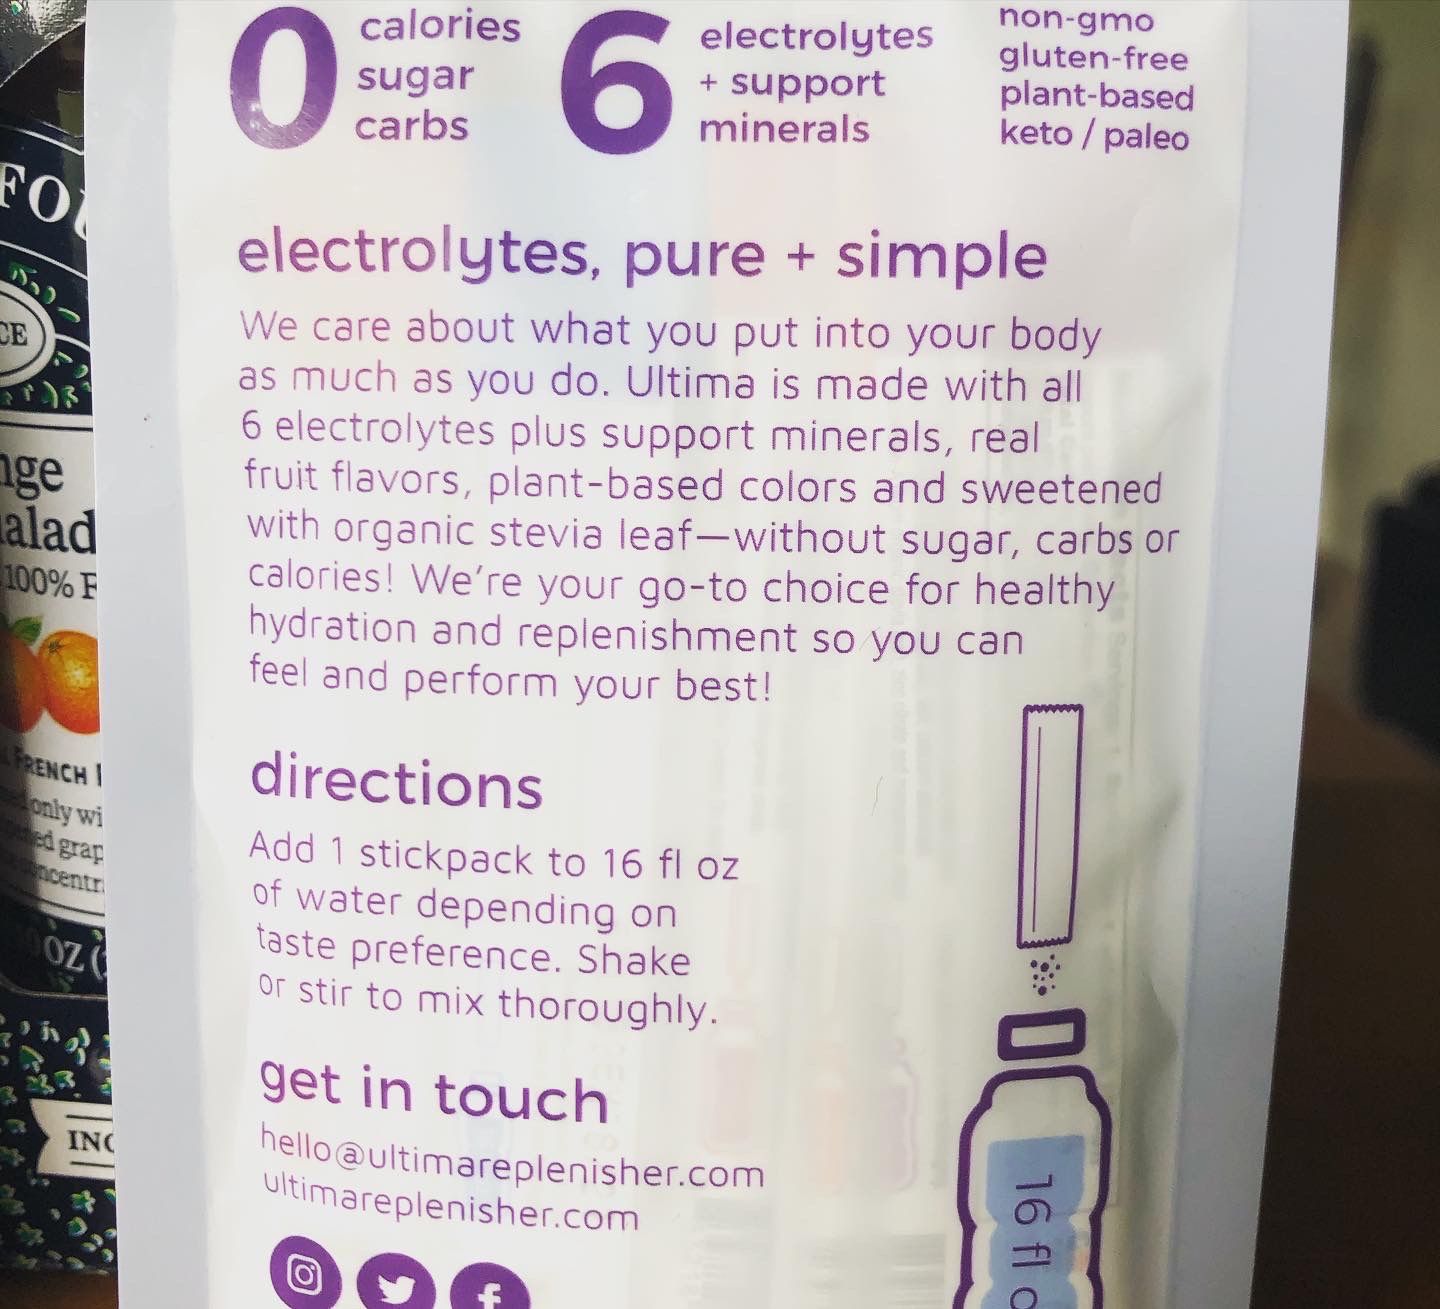 0 calories
sugar
carbs
6 electrolytes
+ support
minerals
non-gmo
gluten-free
plant-based
keto / paleo
electrolytes, pure + simple
We care about what you put into your body
as much as you do. Ultima is made with all
6 electrolytes plus support minerals, real
fruit flavors, plant-based colors and sweetened
with organic stevia leaf—without sugar, carbs or
calories! We're your go-to choice for healthy
hydration and replenishment so you can
feel and perform your best!
directions
Add 1 stickpack to 16 fl oz
of water depending on
taste preference. Shake
or stir to mix thoroughly.
get in touch
hello@ultimareplenisher.com
ultimareplenisher.com
16 fl o
100%
FRENCH
only wi
OZ (